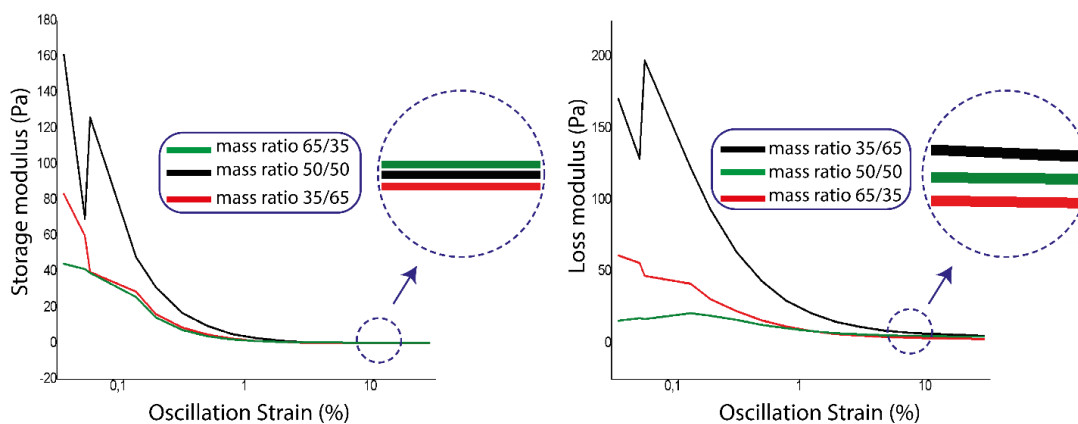 Storage modulus (Pa)
180
160
140
120
100
80
60
40
20
0
-20
mass ratio 65/35
mass ratio 50/50
mass ratio 35/65
0,1
1
10
Oscillation Strain (%)
Loss modulus (Pa)
200
150
100
50
0
mass ratio 35/65
mass ratio 50/50
mass ratio 65/35
0,1
1
10
Oscillation Strain (%)